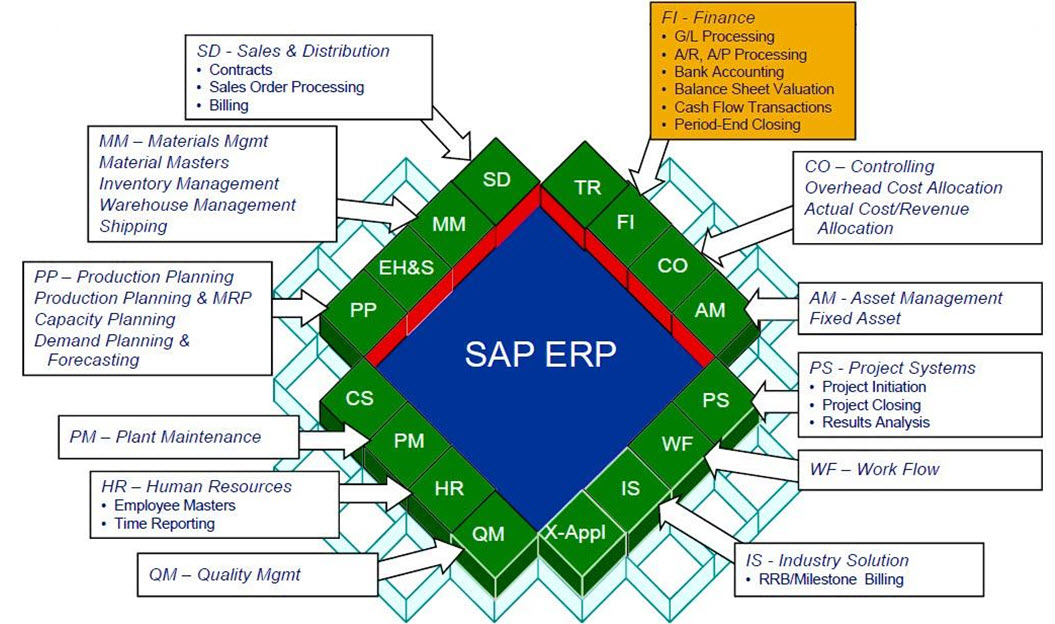 FI - Finance
• G/L Processing
• A/R, A/P Processing
• Bank Accounting
• Balance Sheet Valuation
• Cash Flow Transactions
• Period-End Closing
SD - Sales & Distribution
• Contracts
• Sales Order Processing
• Billing
MM – Materials Mgmt
Material Masters
Inventory Management
Warehouse Management
Shipping
CO – Controlling
Overhead Cost Allocation
Actual Cost/Revenue
Allocation
PP – Production Planning
Production Planning & MRP
Capacity Planning
Demand Planning &
Forecasting
AM - Asset Management
Fixed Asset
PS - Project Systems
• Project Initiation
• Project Closing
• Results Analysis
PM – Plant Maintenance
WF – Work Flow
HR – Human Resources
• Employee Masters
• Time Reporting
QM – Quality Mgmt
IS - Industry Solution
• RRB/Milestone Billing
SD
MM
EH&S
PP
TR
FI
CO
AM
SAP ERP
CS
PM
HR
QM
PS
WF
IS
X-Appl